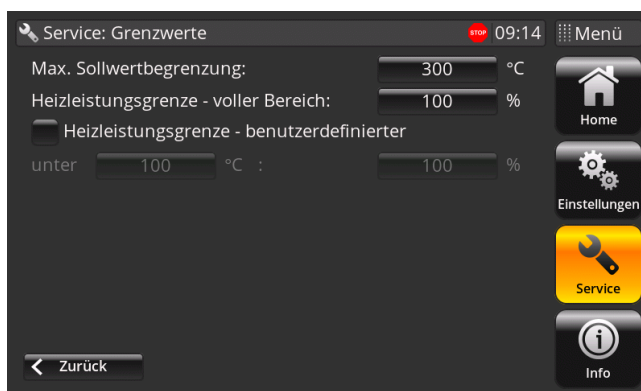 Service: Grenzwerte
STOP
09:14
Menü
Max. Sollwertbegrenzung: 300 °C
Heizleistungsgrenze - voller Bereich: 100 %
Heizleistungsgrenze - benutzerdefinierter
unter 100 °C : 100 %
Home
Einstellungen
Service
Info
Zurück